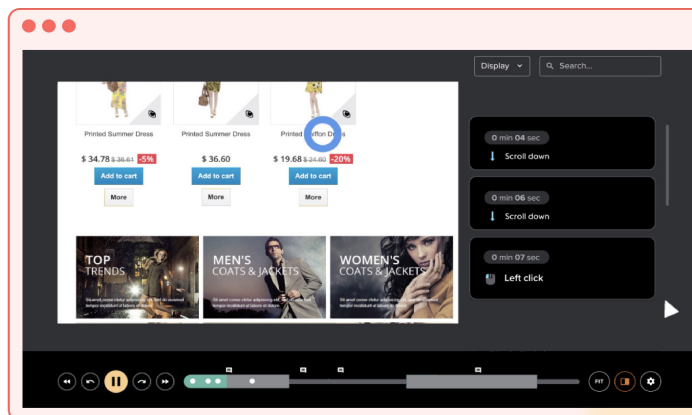 Display
Search...
Printed Summer Dress
Printed Summer Dress
Printed Chiffon Dress
$ 34.78 $ 36.61 -5%
$ 36.60
$ 19.68 $ 24.60 -20%
Add to cart
Add to cart
Add to cart
More
More
More
TOP
TRENDS
MEN'S
COATS & JACKETS
WOMEN'S
COATS & JACKETS
0 min 04 sec
Scroll down
0 min 06 sec
Scroll down
0 min 07 sec
Left click
FIT